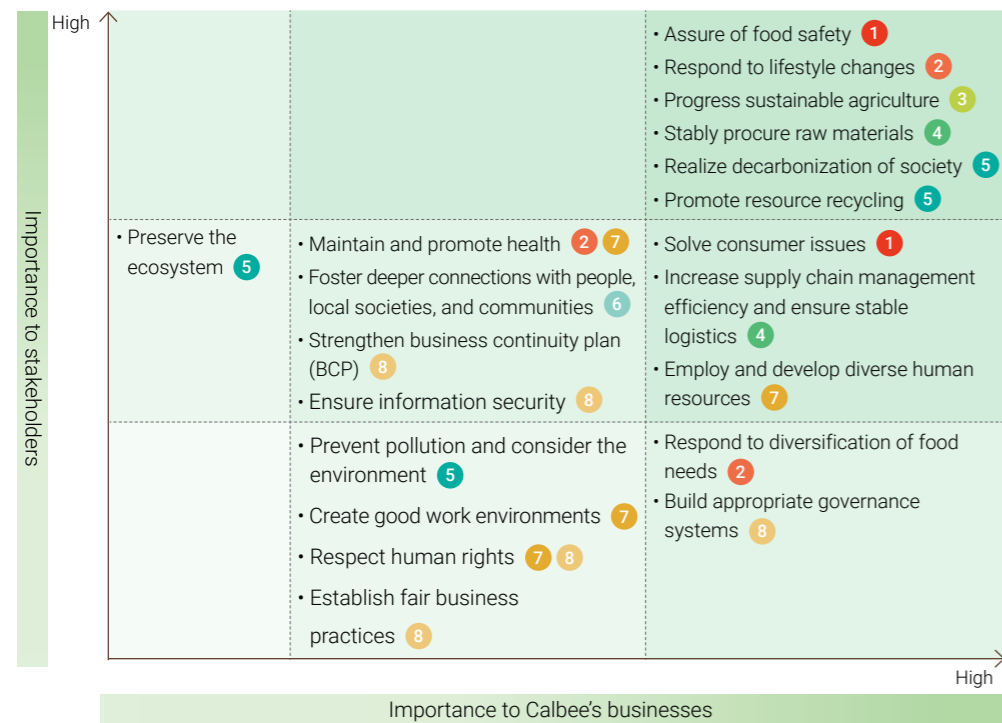 High
Importance to stakeholders
• Assure of food safety 1
• Respond to lifestyle changes 2
• Progress sustainable agriculture 3
• Stably procure raw materials 4
• Realize decarbonization of society 5
• Promote resource recycling 5
• Preserve the
ecosystem 5
• Maintain and promote health 2 7
• Foster deeper connections with people,
local societies, and communities 6
• Strengthen business continuity plan
(BCP) 8
• Ensure information security 8
• Solve consumer issues 1
• Increase supply chain management
efficiency and ensure stable
logistics 4
• Employ and develop diverse human
resources 7
• Prevent pollution and consider the
environment 5
• Create good work environments 7
• Respect human rights 7 8
• Establish fair business
practices 8
• Respond to diversification of food
needs 2
• Build appropriate governance
systems 8
High
Importance to Calbee's businesses